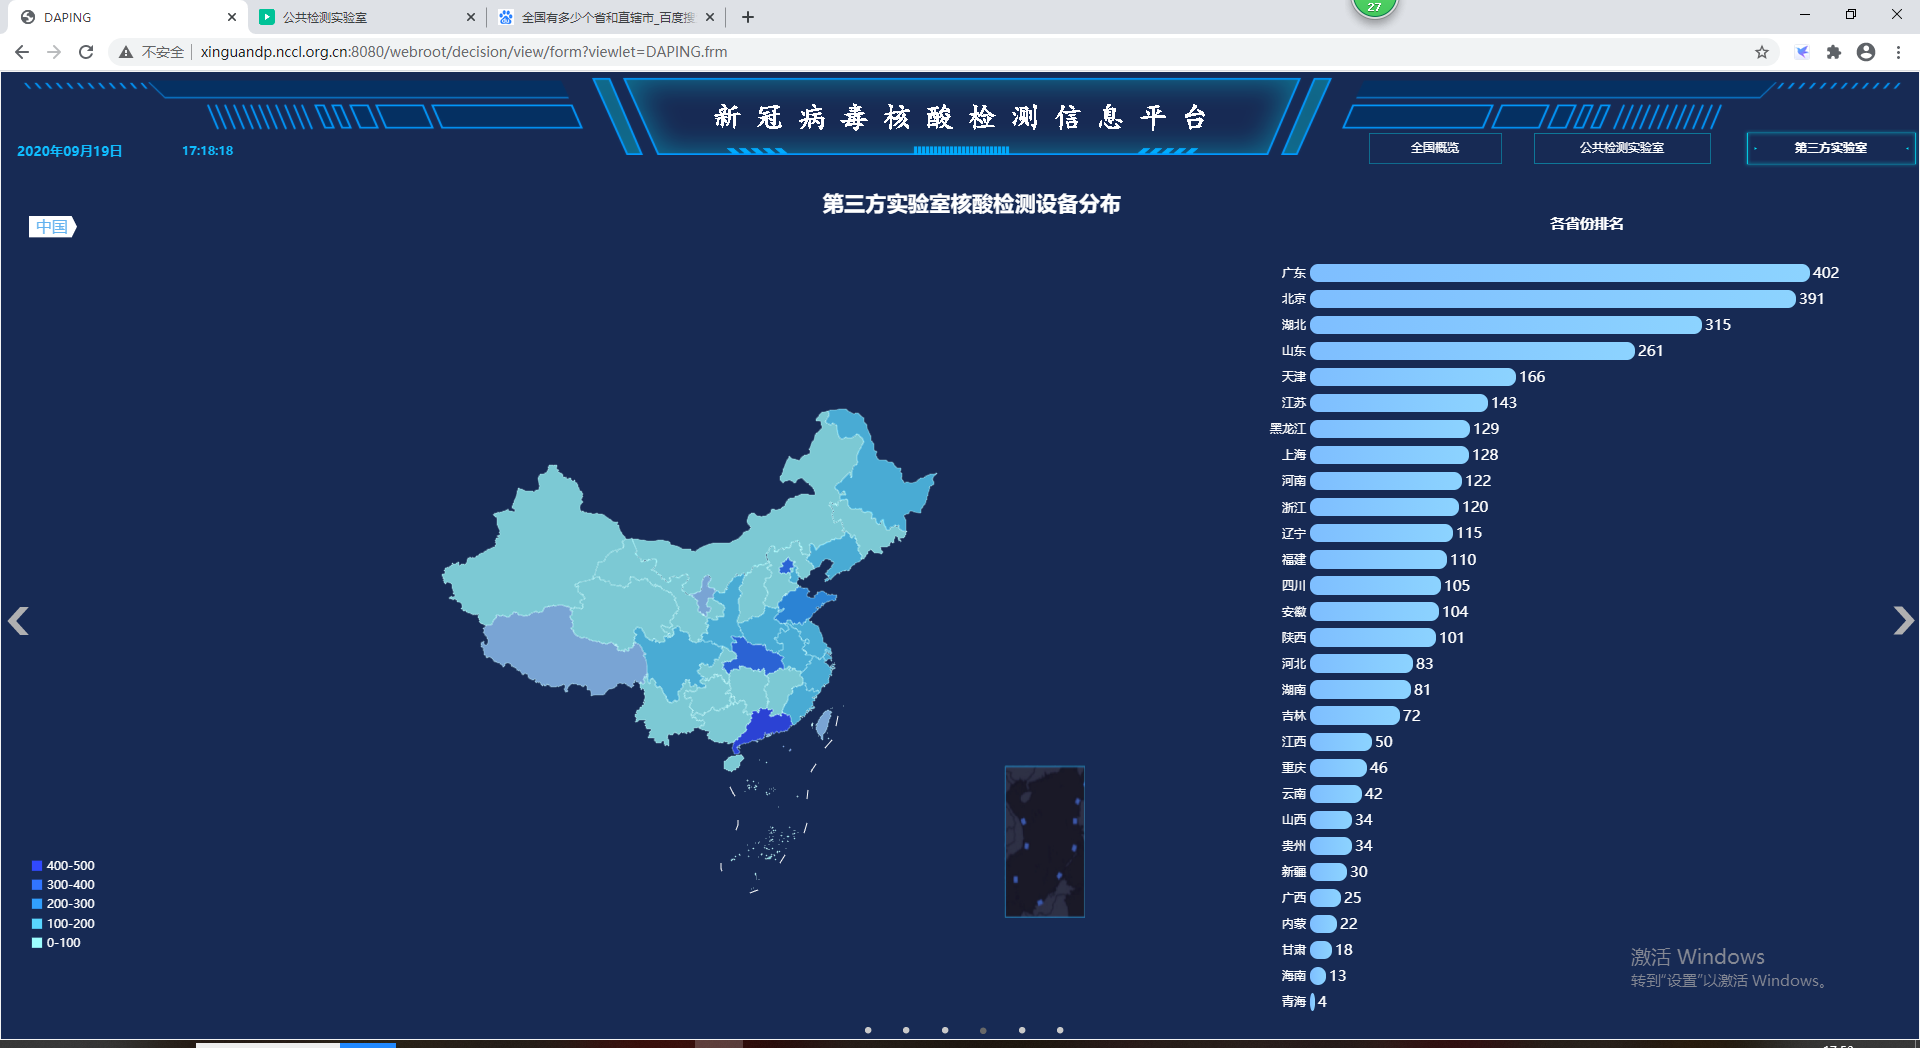 DAPING
公共检测实验室
全国有多少个省和直辖市_百度搜
27
不安全
xinguandp.nccl.org.cn:8080/webroot/decision/view/form?viewlet=DAPING.frm
新冠病毒核酸检测信息平台
2020年09月19日
17:18:18
全国概览
公共检测实验室
第三方实验室
第三方实验室核酸检测设备分布
中国
各省份排名
广东 402
北京 391
湖北 315
山东 261
天津 166
江苏 143
黑龙江 129
上海 128
河南 122
浙江 120
辽宁 115
福建 110
四川 105
安徽 104
陕西 101
河北 83
湖南 81
吉林 72
江西 50
重庆 46
云南 42
山西 34
贵州 34
新疆 30
广西 25
内蒙 22
甘肃 18
海南 13
青海 4
400-500
300-400
200-300
100-200
0-100
激活 Windows
转到"设置"以激活 Windows。